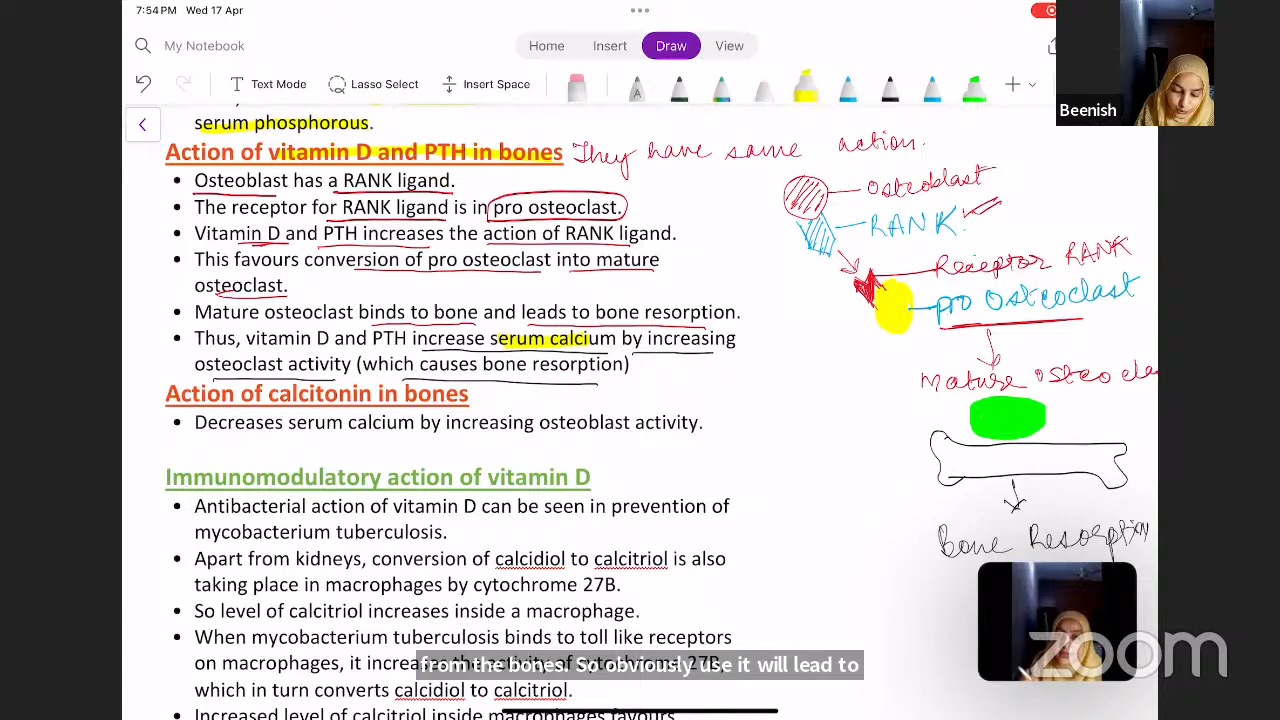 7:54 PM Wed 17 Apr
My Notebook
Home Insert Draw View
Text Mode Lasso Select Insert Space
Beenish
serum phosphorous.
Action of vitamin D and PTH in bones They have same action.
• Osteoblast has a RANK ligand.
• The receptor for RANK ligand is in pro osteoclast.
• Vitamin D and PTH increases the action of RANK ligand.
• This favours conversion of pro osteoclast into mature
osteoclast.
• Mature osteoclast binds to bone and leads to bone resorption.
• Thus, vitamin D and PTH increase serum calcium by increasing
osteoclast activity (which causes bone resorption)
Action of calcitonin in bones
• Decreases serum calcium by increasing osteoblast activity.
Immunomodulatory action of vitamin D
• Antibacterial action of vitamin D can be seen in prevention of
mycobacterium tuberculosis.
• Apart from kidneys, conversion of calcidiol to calcitriol is also
taking place in macrophages by cytochrome 27B.
• So level of calcitriol increases inside a macrophage.
• When mycobacterium tuberculosis binds to toll like receptors
on macrophages, it
which in turn converts calcidiol to calcitriol.
• Increased level of calcitriol inside macrophages favours
Osteoblast
RANK
Receptor RANK
pro Osteoclast
Mature
Bone Resorption
from the bones. So obviously use it will lead to
zoom